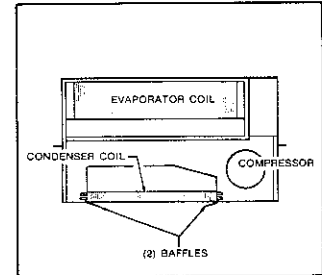 EVAPORATOR COIL
CONDENSER COIL
COMPRESSOR
(2) BAFFLES